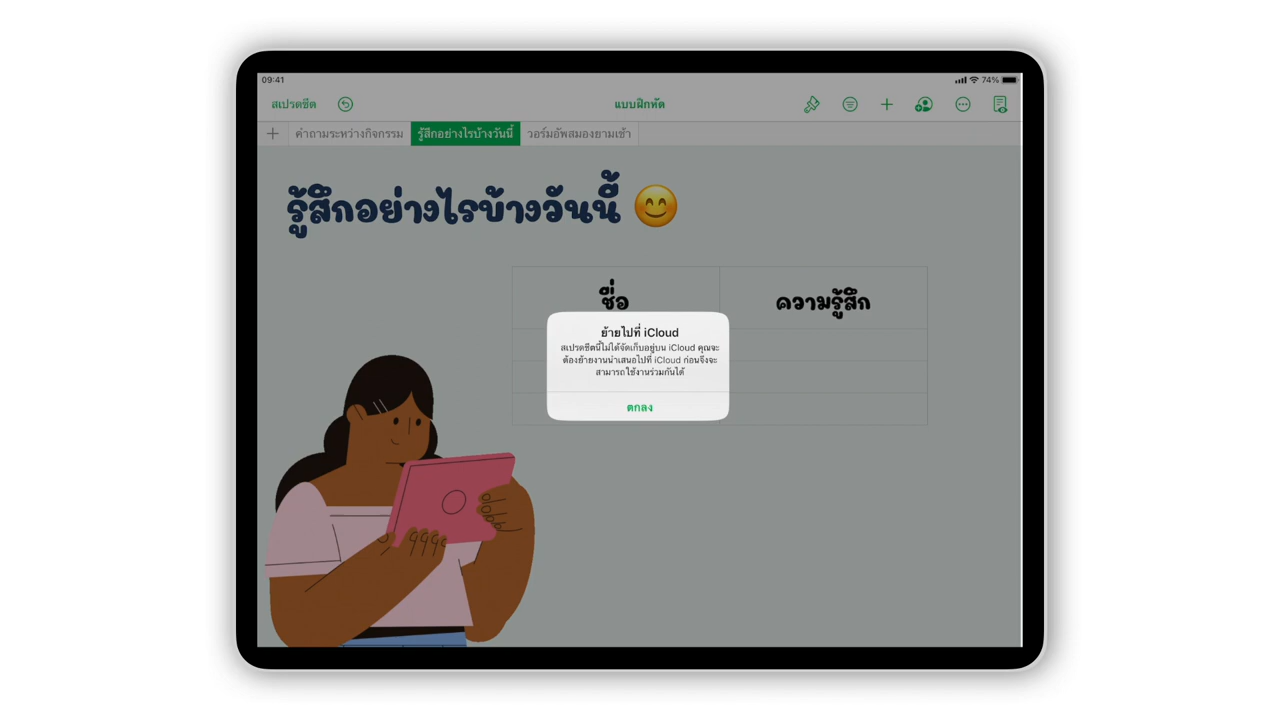 09:41
74%
สเปรดชีต
แบบฝึกหัด
คำถามระหว่างกิจกรรม
รู้สึกอย่างไรบ้างวันนี้
วอร์มอัพสมองยามเช้า
รู้สึกอย่างไรบ้างวันนี้ 😊
ชื่อ
ความรู้สึก
ย้ายไปที่ iCloud
สเปรดชีตนี้ไม่ได้จัดเก็บอยู่บน iCloud คุณจะ
ต้องย้ายงานนำเสนอไปที่ iCloud ก่อนจึงจะ
สามารถใช้งานร่วมกันได้
ตกลง